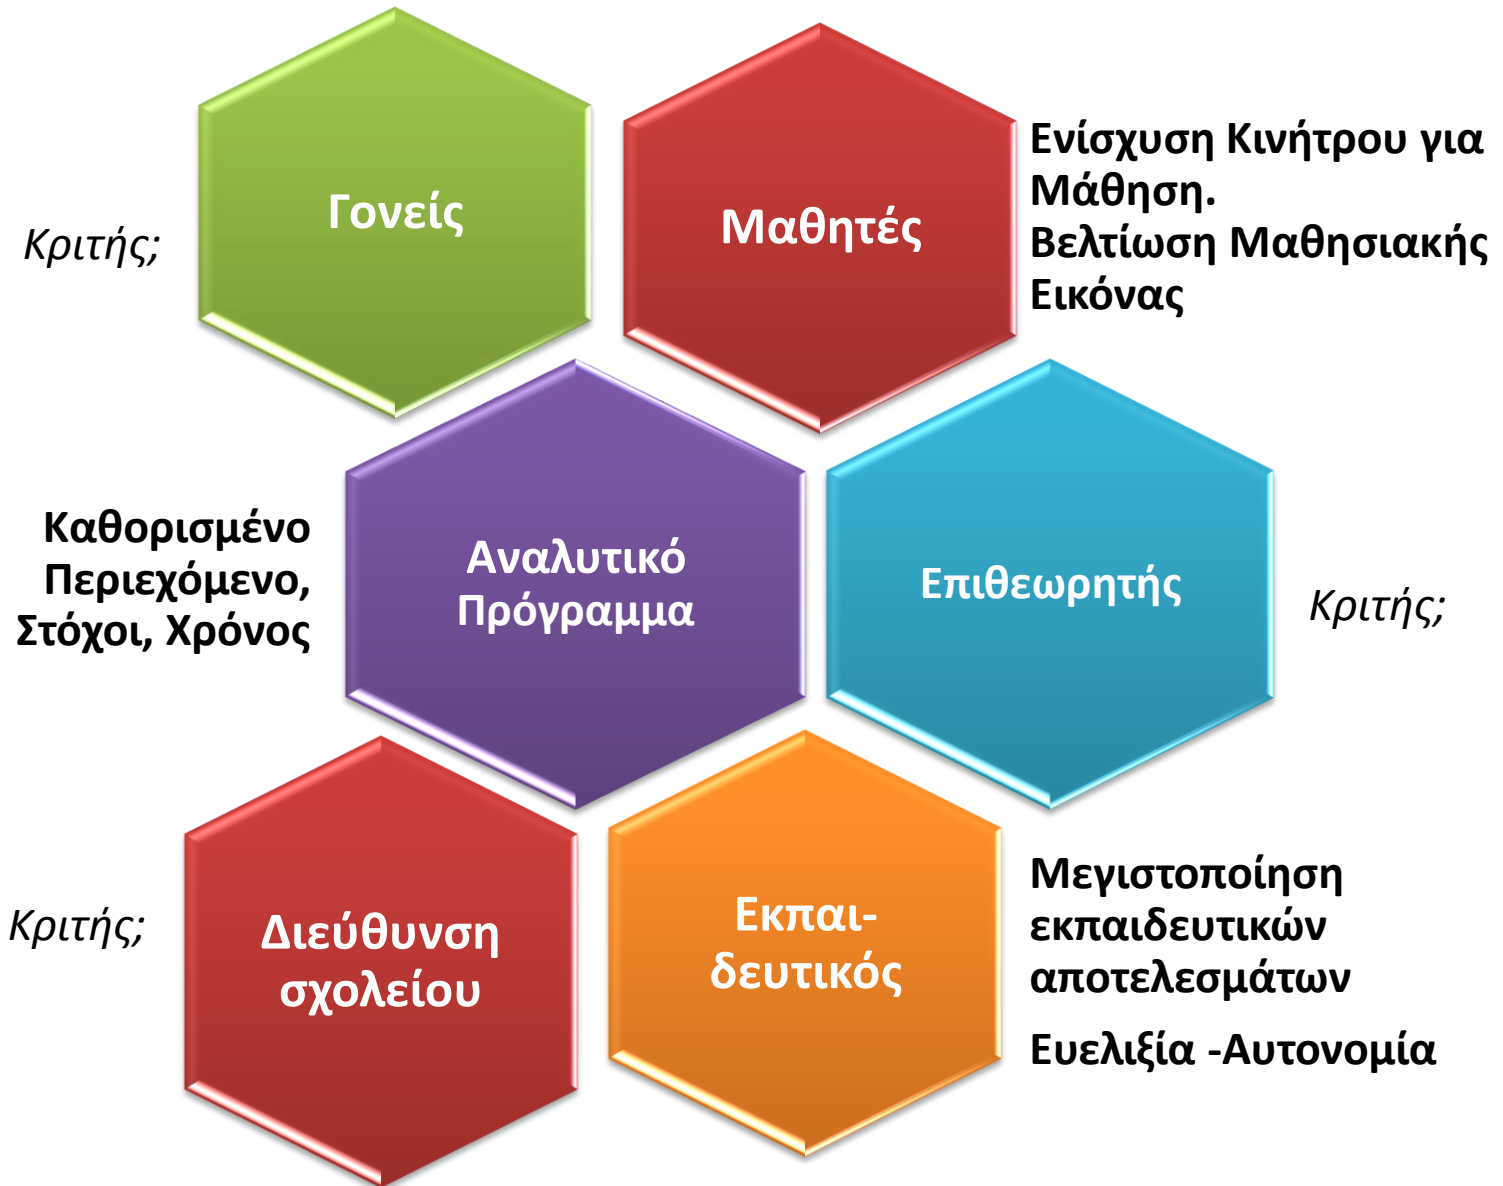 Γονείς
Κριτής;
Μαθητές
Ενίσχυση Κινήτρου για
Μάθηση.
Βελτίωση Μαθησιακής
Εικόνας
Καθορισμένο
Περιεχόμενο,
Στόχοι, Χρόνος
Αναλυτικό
Πρόγραμμα
Επιθεωρητής
Κριτής;
Κριτής;
Διεύθυνση
σχολείου
Εκπαι-
δευτικός
Μεγιστοποίηση
εκπαιδευτικών
αποτελεσμάτων
Ευελιξία -Αυτονομία